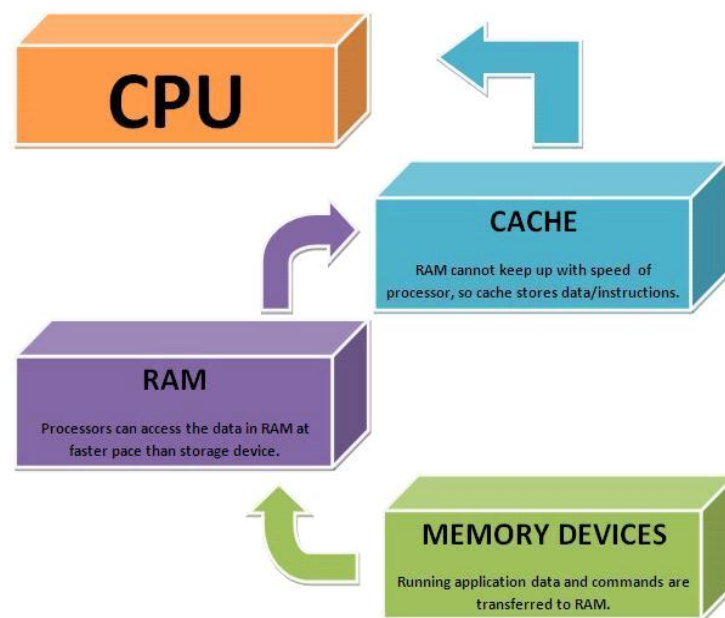 CPU
CACHE
RAM cannot keep up with speed of
processor, so cache stores data/instructions.
RAM
Processors can access the data in RAM at
faster pace than storage device.
MEMORY DEVICES
Running application data and commands are
transferred to RAM.